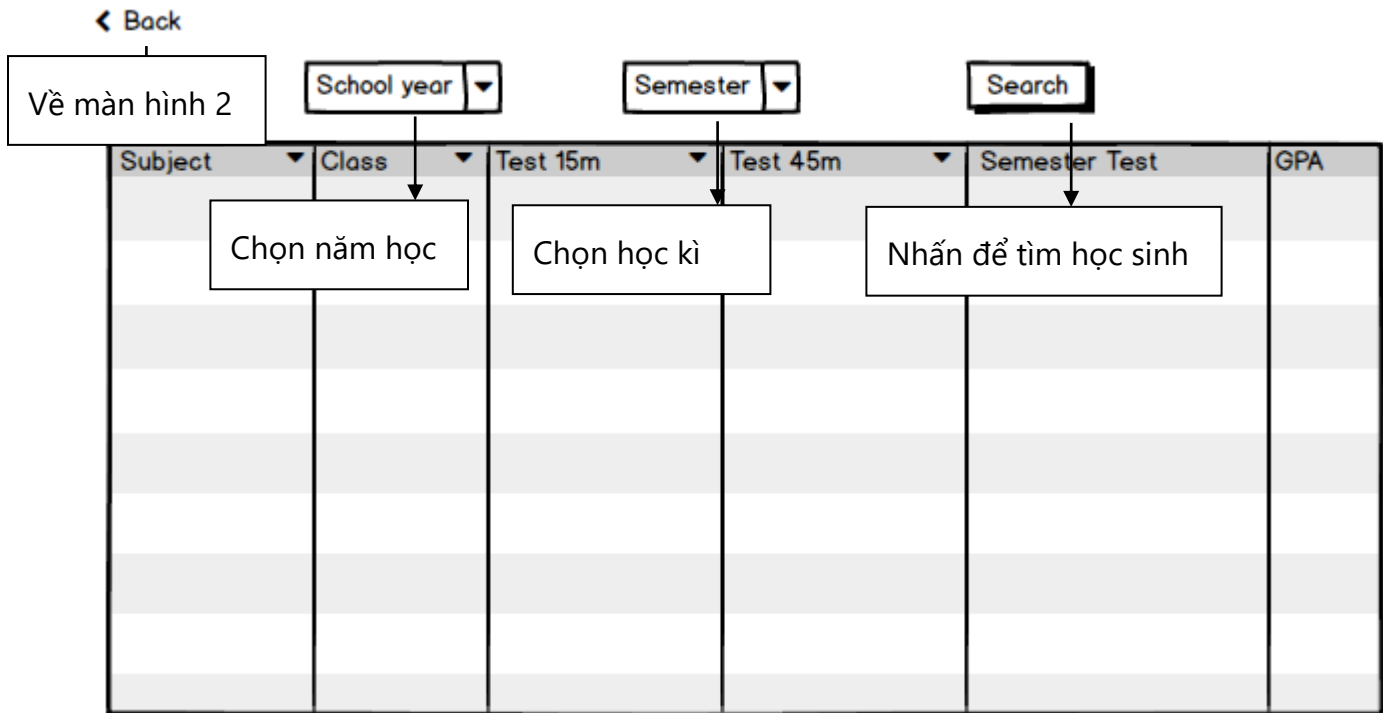 Back
Về màn hình 2
School year
Semester
Search
Subject Class Test 15m Test 45m Semester Test GPA
Chọn năm học
Chọn học kì
Nhấn để tìm học sinh